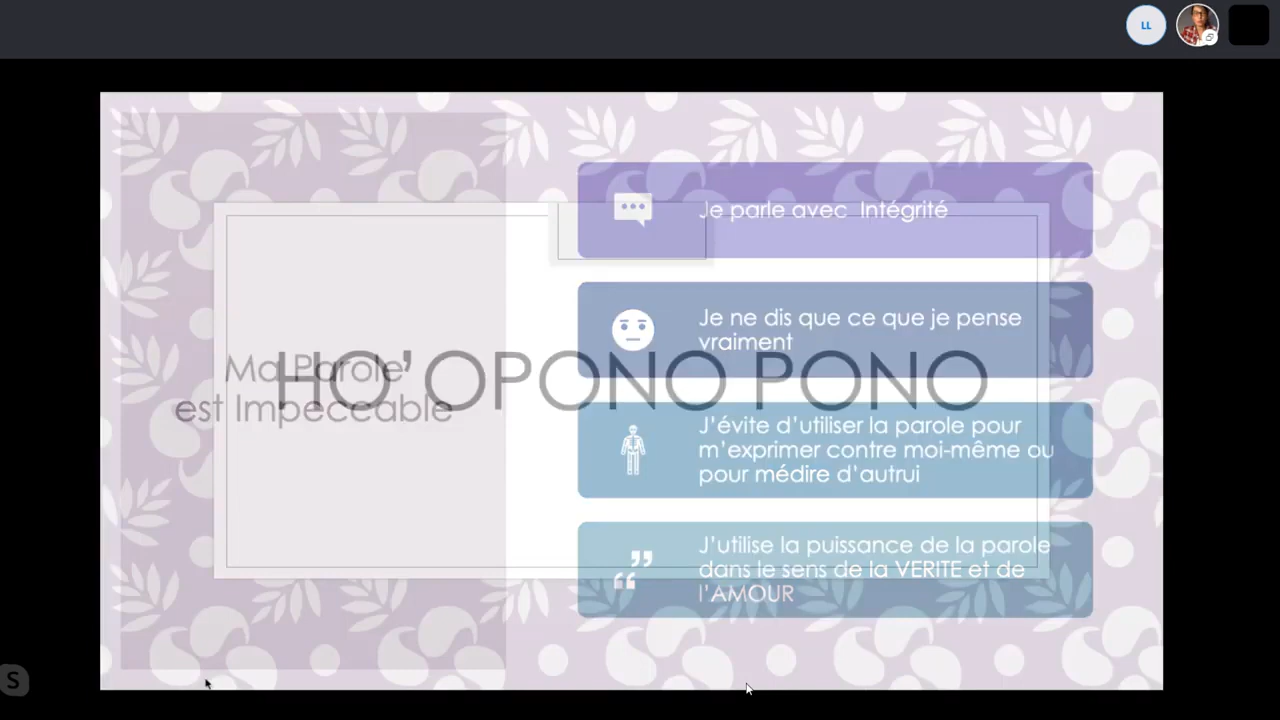 LL
Je parle avec Intégrité
Je ne dis que ce que je pense
vraiment
Ma Parole
est Impeccable
HO’OPONO PONO
J’évite d’utiliser la parole pour
m’exprimer contre moi-même ou
pour médire d’autrui
J’utilise la puissance de la parole
dans le sens de la VERITE et de
l’AMOUR
S